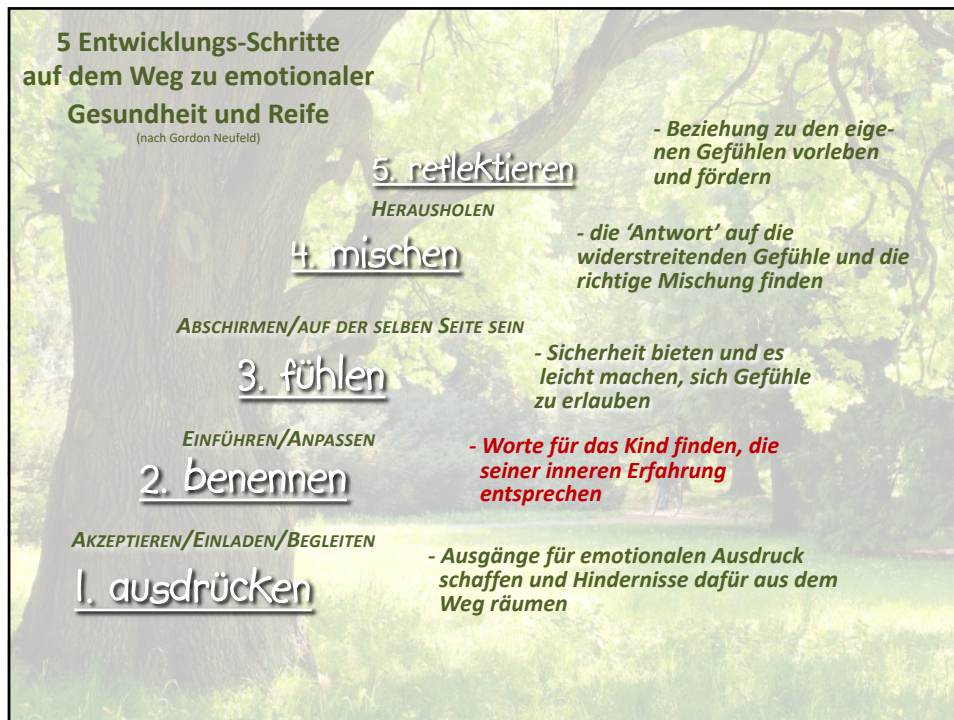 5 Entwicklungs-Schritte
auf dem Weg zu emotionaler
Gesundheit und Reife
(nach Gordon Neufeld)
5. reflektieren
- Beziehung zu den eige-
nen Gefühlen vorleben
und fördern
HERAUSHOLEN
4. mischen
- die ‘Antwort’ auf die
widerstreitenden Gefühle und die
richtige Mischung finden
ABSCHIRMEN/AUF DER SELBEN SEITE SEIN
3. fühlen
- Sicherheit bieten und es
leicht machen, sich Gefühle
zu erlauben
EINFÜHREN/ANPASSEN
2. benennen
- Worte für das Kind finden, die
seiner inneren Erfahrung
entsprechen
AKZEPTIEREN/EINLADEN/BEGLEITEN
1. ausdrücken
- Ausgänge für emotionalen Ausdruck
schaffen und Hindernisse dafür aus dem
Weg räumen